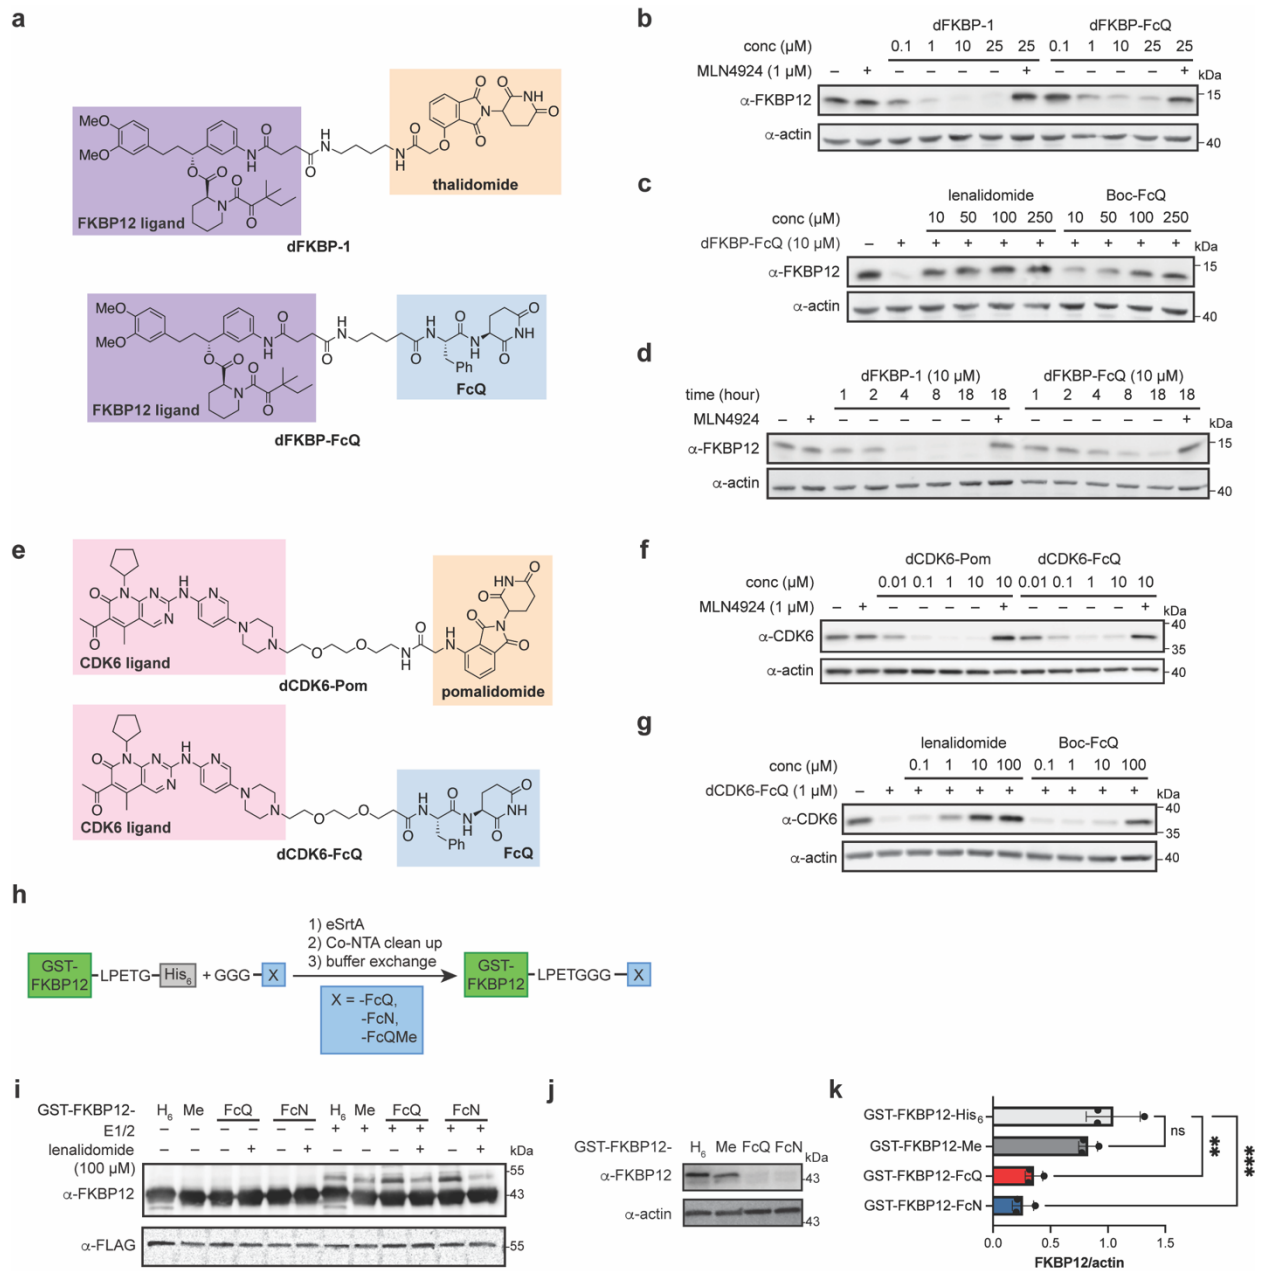 a
MeO
MeO
FKBP12 ligand
thalidomide
dFKBP-1
MeO
MeO
FKBP12 ligand
Ph
FcQ
dFKBP-FcQ
b
dFKBP-1 dFKBP-FcQ
conc (µM) 0.1 1 10 25 25 0.1 1 10 25 25
MLN4924 (1 µM) – + – – – – + – – – – +
kDa
α-FKBP12 15
α-actin 40
c
lenalidomide Boc-FcQ
conc (µM) 10 50 100 250 10 50 100 250
dFKBP-FcQ (10 µM) – + + + + + + + + +
kDa
α-FKBP12 15
α-actin 40
d
dFKBP-1 (10 µM) dFKBP-FcQ (10 µM)
time (hour) 1 2 4 8 18 18 1 2 4 8 18 18
MLN4924 – + – – – – – + – – – – – +
kDa
α-FKBP12 15
α-actin 40
e
CDK6 ligand
dCDK6-Pom
pomalidomide
CDK6 ligand
dCDK6-FcQ
Ph
FcQ
f
dCDK6-Pom dCDK6-FcQ
conc (µM) 0.01 0.1 1 10 10 0.01 0.1 1 10 10
MLN4924 (1 µM) – + – – – – + – – – – +
kDa
α-CDK6 40
35
α-actin 40
g
lenalidomide Boc-FcQ
conc (µM) 0.1 1 10 100 0.1 1 10 100
dCDK6-FcQ (1 µM) – + + + + + + + + +
kDa
α-CDK6 40
35
α-actin 40
h
GST-FKBP12 LPETG His6 + GGG X
1) eSrtA
2) Co-NTA clean up
3) buffer exchange
X = -FcQ,
-FcN,
-FcQMe
GST-FKBP12 LPETGGG X
i
GST-FKBP12- H6 Me FcQ FcN H6 Me FcQ FcN
E1/2 – – – – – – + + + + + +
lenalidomide – – – + – + – – – + – +
(100 µM)
kDa
55
α-FKBP12 43
α-FLAG 55
j
GST-FKBP12- H6 Me FcQ FcN
kDa
α-FKBP12 43
α-actin 43
k
GST-FKBP12-His6
GST-FKBP12-Me
GST-FKBP12-FcQ
GST-FKBP12-FcN
ns
**
***
0.0 0.5 1.0 1.5
FKBP12/actin